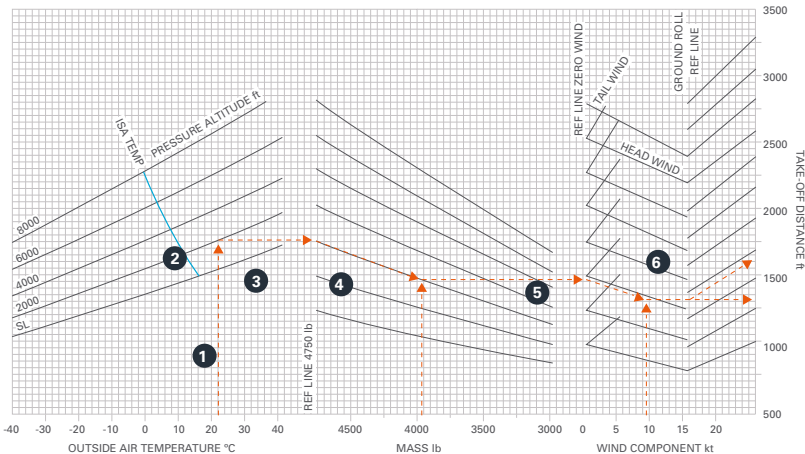 ISA TEMP
PRESSURE ALTITUDE ft
8000
6000
4000
2000
SL
1
2
3
4
5
6
REF LINE 4750 lb
REF LINE ZERO WIND
TAIL WIND
HEAD WIND
GROUND ROLL
REF LINE
3500
3000
2500
2000
1500
1000
500
TAKE-OFF DISTANCE ft
-40 -30 -20 -10 0 10 20 30 40 4500 4000 3500 3000 0 5 10 15 20
OUTSIDE AIR TEMPERATURE °C MASS lb WIND COMPONENT kt